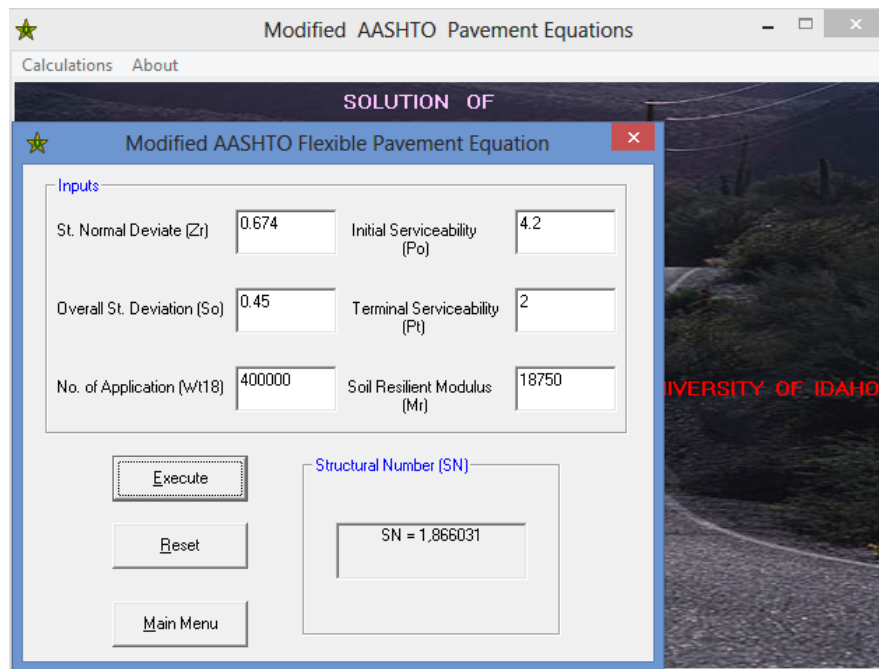 Modified AASHTO Pavement Equations
Calculations About
SOLUTION OF
Modified AASHTO Flexible Pavement Equation
Inputs
St. Normal Deviate (Zr) 0.674 Initial Serviceability (Po) 4.2
Overall St. Deviation (So) 0.45 Terminal Serviceability (Pt) 2
No. of Application (Wt18) 400000 Soil Resilient Modulus (Mr) 18750
IVERSITY OF IDAHO
Execute
Structural Number (SN)
SN = 1,866031
Reset
Main Menu